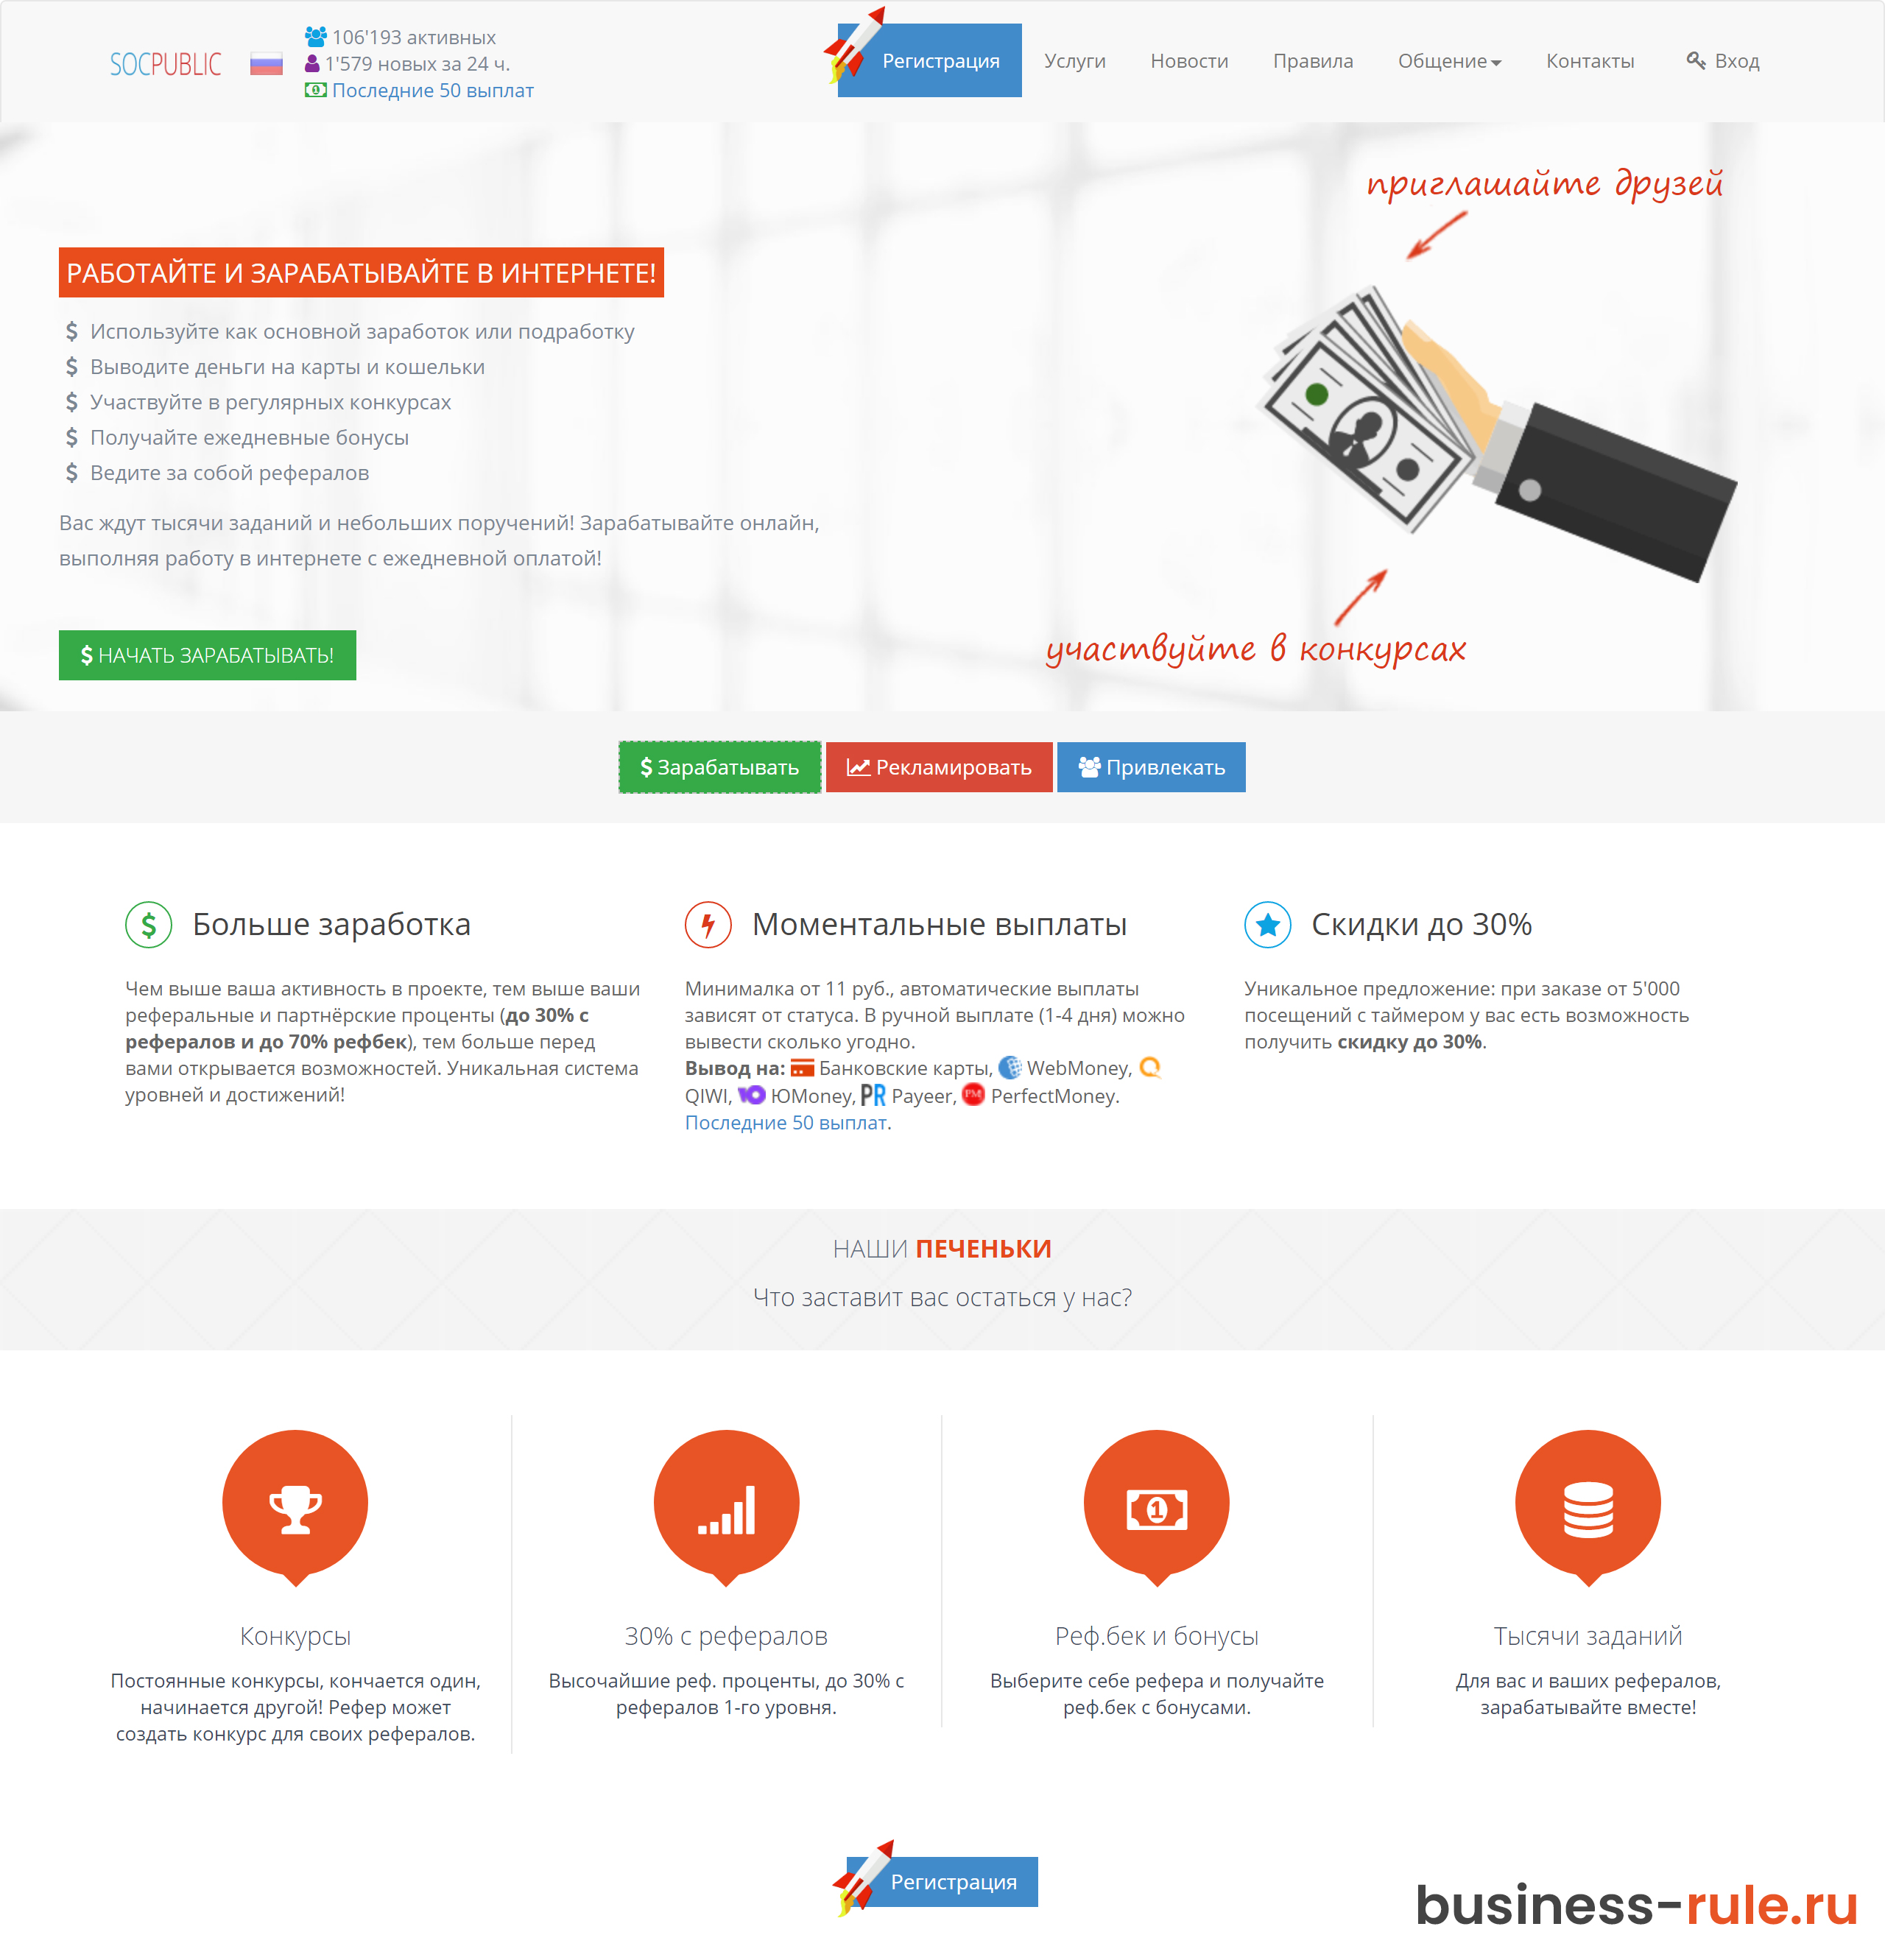 SOCPUBLIC
106'193 активных
1'579 новых за 24 ч.
Последние 50 выплат
Регистрация
Услуги
Новости
Правила
Общение
Контакты
Вход
приглашайте друзей
РАБОТАЙТЕ И ЗАРАБАТЫВАЙТЕ В ИНТЕРНЕТЕ!
$ Используйте как основной заработок или подработку
$ Выводите деньги на карты и кошельки
$ Участвуйте в регулярных конкурсах
$ Получайте ежедневные бонусы
$ Ведите за собой рефералов
Вас ждут тысячи заданий и небольших поручений! Зарабатывайте онлайн,
выполняя работу в интернете с ежедневной оплатой!
участвуйте в конкурсах
$ НАЧАТЬ ЗАРАБАТЫВАТЬ!
$ Зарабатывать
Рекламировать
Привлекать
$ Больше заработка
Чем выше ваша активность в проекте, тем выше ваши
реферальные и партнёрские проценты (до 30% с
рефералов и до 70% рефбек), тем больше перед
вами открывается возможностей. Уникальная система
уровней и достижений!
Моментальные выплаты
Минималка от 11 руб., автоматические выплаты
зависят от статуса. В ручной выплате (1-4 дня) можно
вывести сколько угодно.
Вывод на: Банковские карты, WebMoney,
QIWI, ЮMoney, PR Payeer, PM PerfectMoney.
Последние 50 выплат.
Скидки до 30%
Уникальное предложение: при заказе от 5'000
посещений с таймером у вас есть возможность
получить скидку до 30%.
НАШИ ПЕЧЕНЬКИ
Что заставит вас остаться у нас?
Конкурсы
Постоянные конкурсы, кончается один,
начинается другой! Рефер может
создать конкурс для своих рефералов.
30% с рефералов
Высочайшие реф. проценты, до 30% с
рефералов 1-го уровня.
1
Реф.бек и бонусы
Выберите себе рефера и получайте
реф.бек с бонусами.
Тысячи заданий
Для вас и ваших рефералов,
зарабатывайте вместе!
Регистрация
business-rule.ru